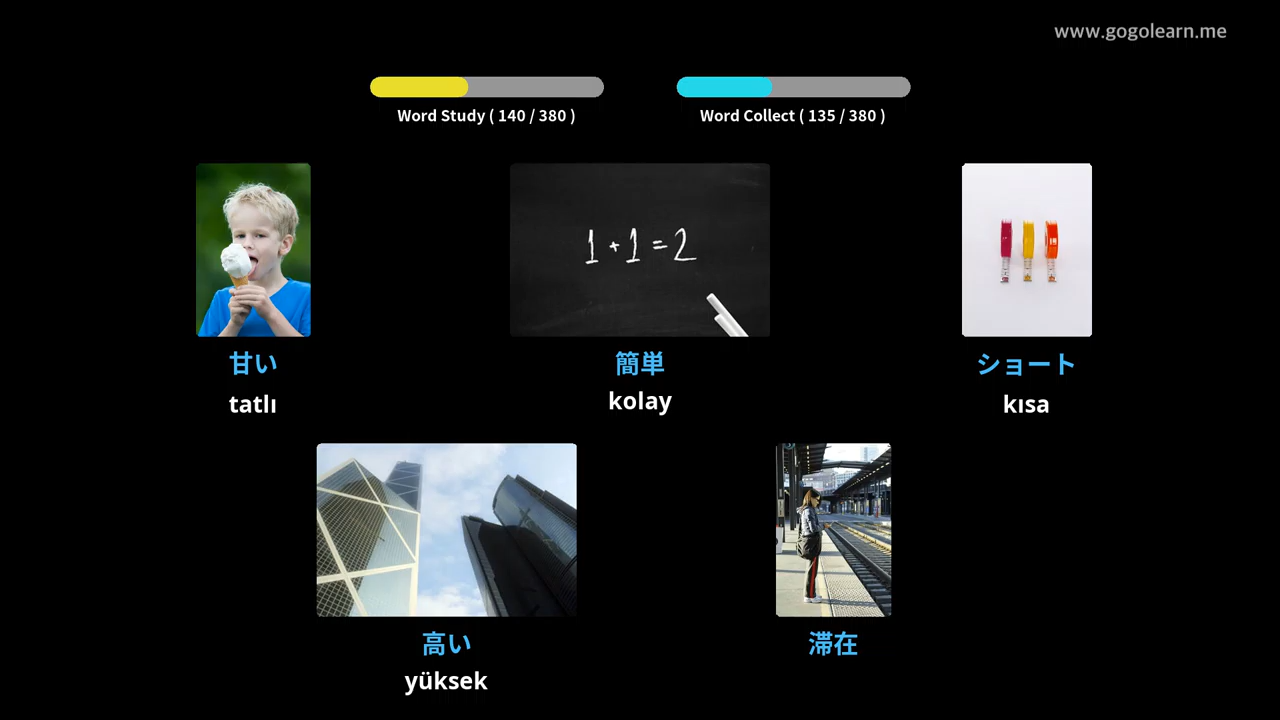 www.gogolearn.me
Word Study ( 140 / 380 )
Word Collect ( 135 / 380 )
1 + 1 = 2
甘い
簡単
ショート
tatlı
kolay
kısa
高い
滞在
yüksek